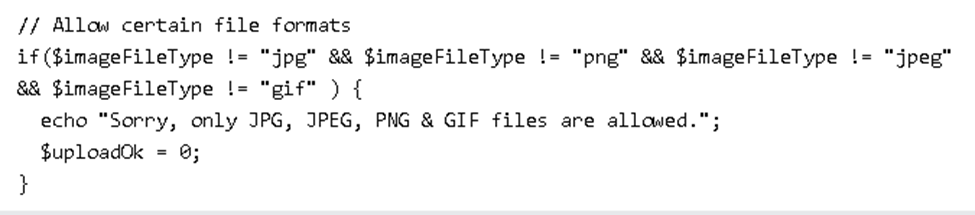 // Allow certain file formats
if($imageFileType != "jpg" && $imageFileType != "png" && $imageFileType != "jpeg"
&& $imageFileType != "gif" ) {
echo "Sorry, only JPG, JPEG, PNG & GIF files are allowed.";
$uploadOk = 0;
}